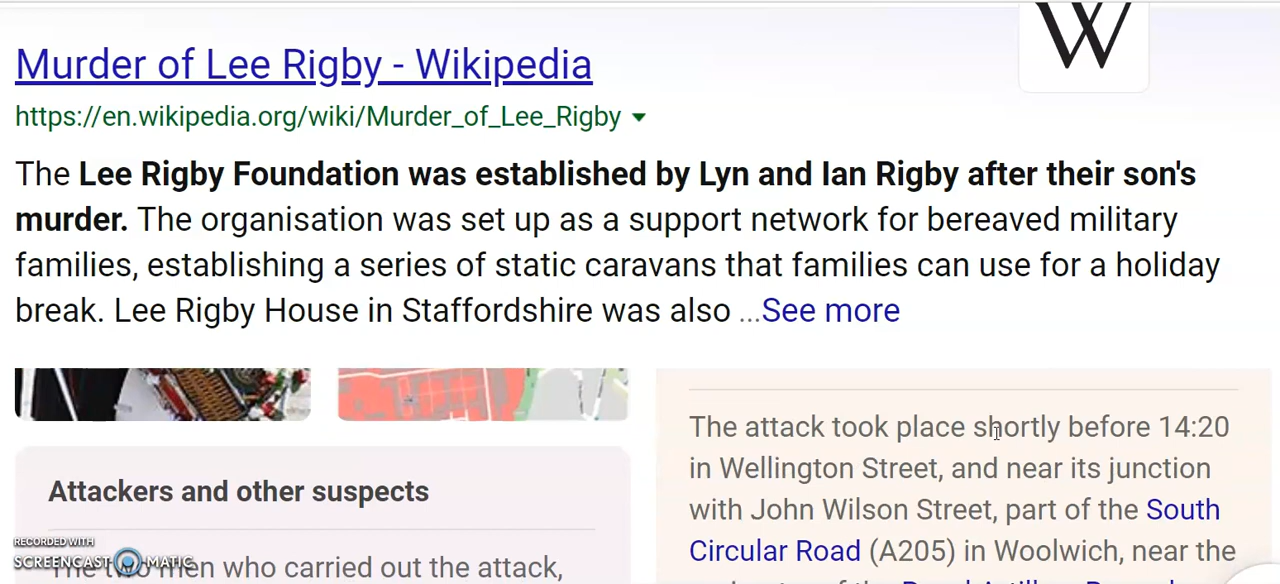 W
Murder of Lee Rigby - Wikipedia
https://en.wikipedia.org/wiki/Murder_of_Lee_Rigby
The Lee Rigby Foundation was established by Lyn and Ian Rigby after their son's
murder. The organisation was set up as a support network for bereaved military
families, establishing a series of static caravans that families can use for a holiday
break. Lee Rigby House in Staffordshire was also ...See more
Attackers and other suspects
The two men who carried out the attack,
The attack took place shortly before 14:20
in Wellington Street, and near its junction
with John Wilson Street, part of the South
Circular Road (A205) in Woolwich, near the
RECORDED WITH
SCREENCAST-O-MATIC